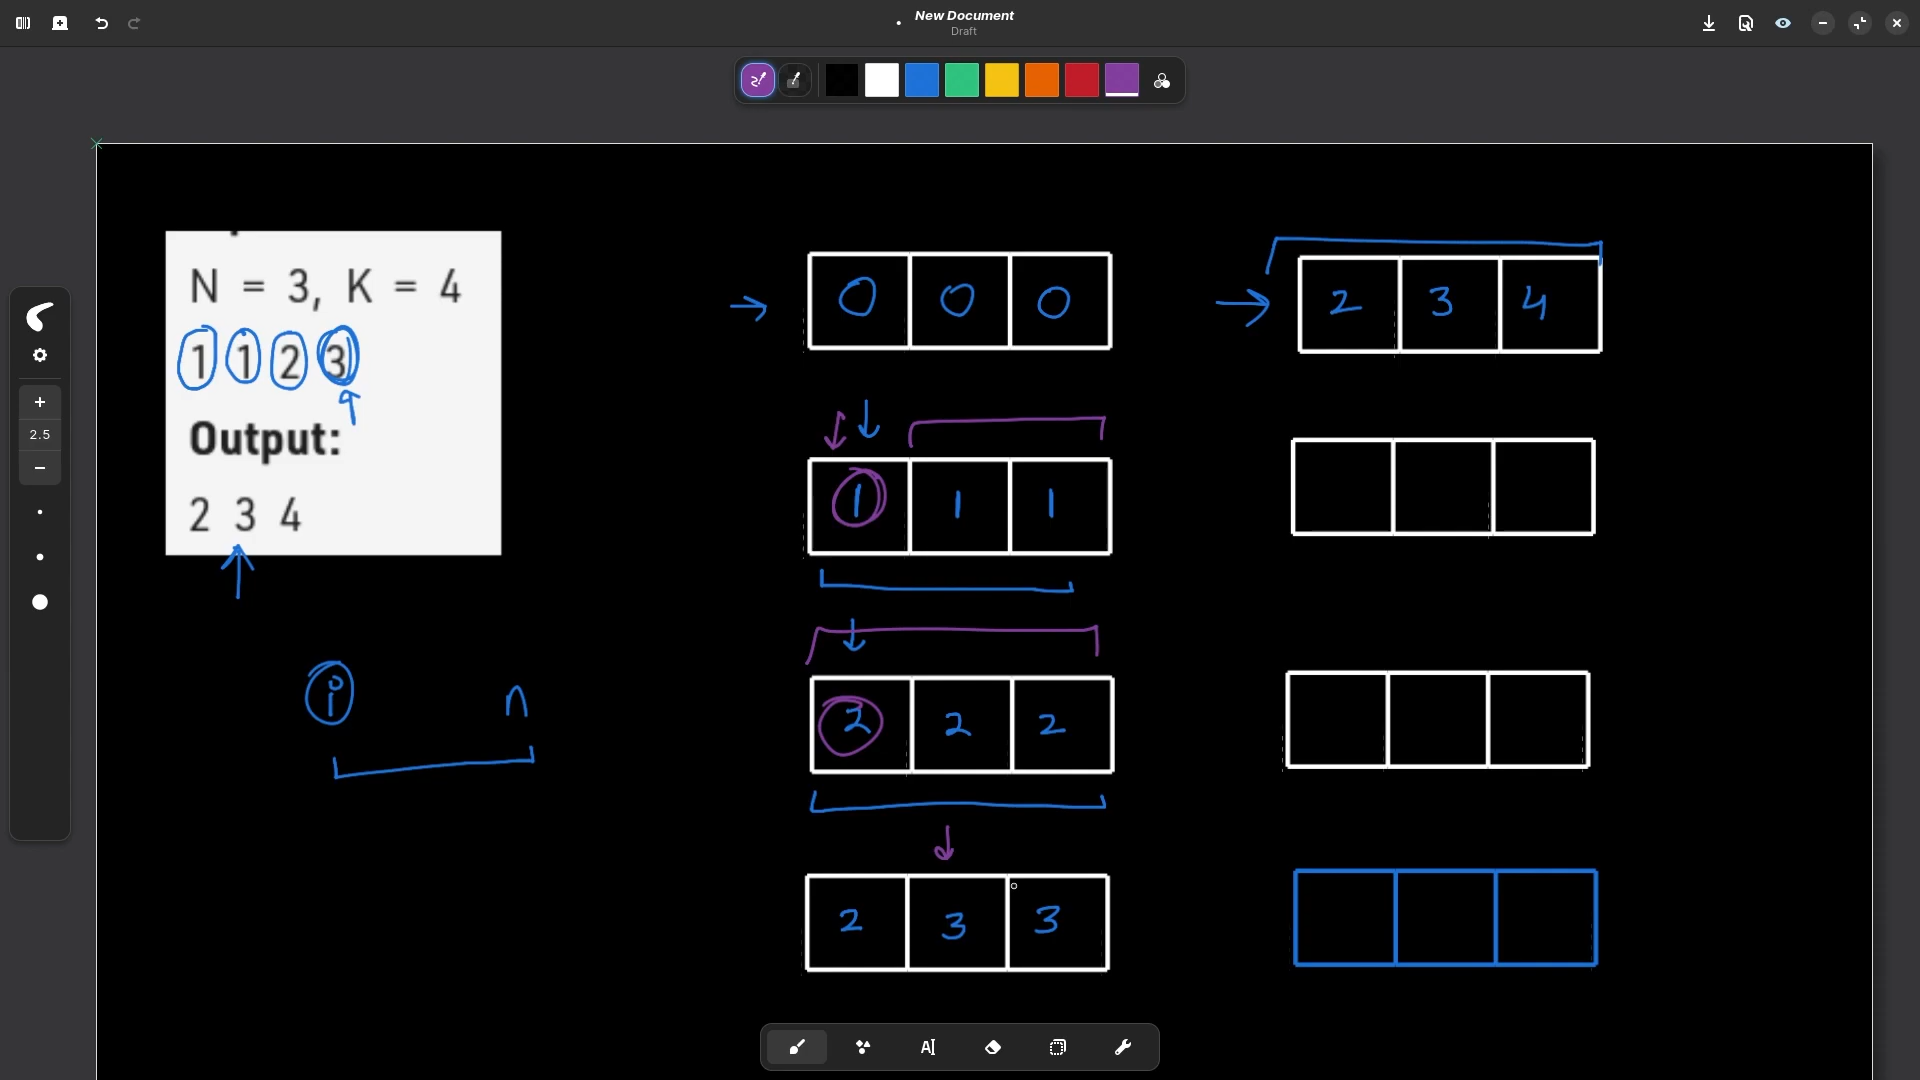 New Document
Draft
N = 3, K = 4
1 1 2 3
Output:
2 3 4
i n
0 0 0
1 1 1
2 2 2
2 3 3
2 3 4
+
2.5
−
AI